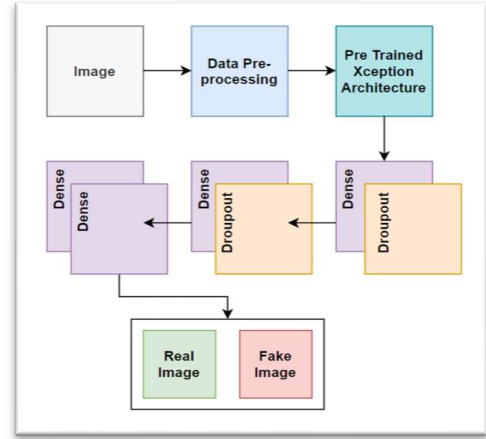 Image
Data Pre-
processing
Pre Trained
Xception
Architecture
Dense
Droupout
Dense
Droupout
Dense
Dense
Real
Image
Fake
Image